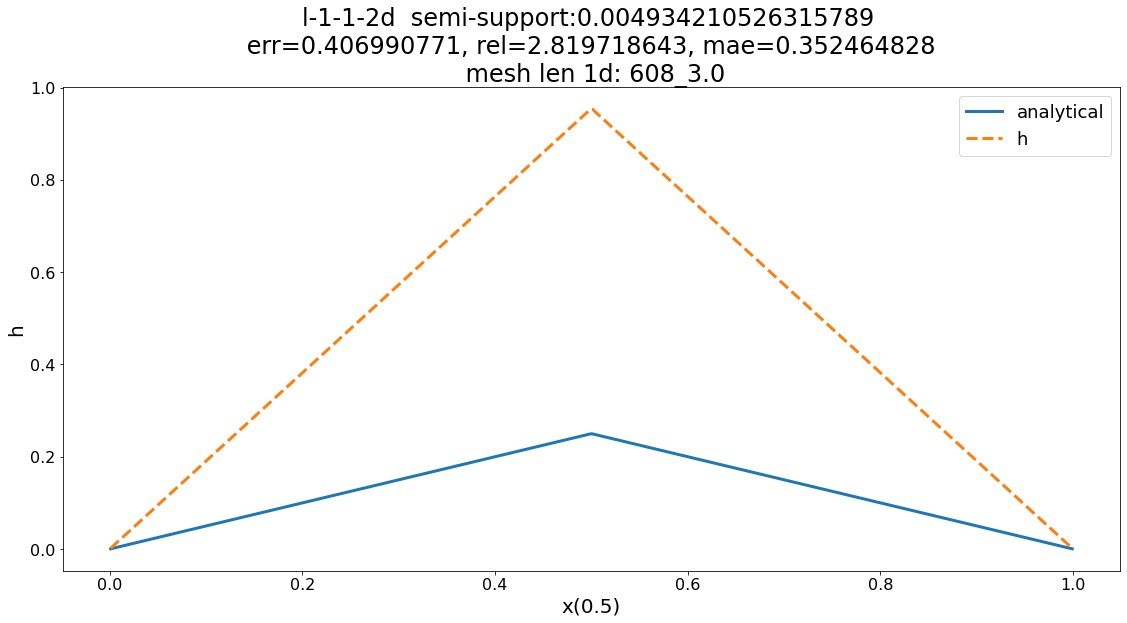 l-1-1-2d  semi-support:0.004934210526315789
err=0.406990771, rel=2.819718643, mae=0.352464828
mesh len 1d: 608_3.0
analytical
h
h
1.0
0.8
0.6
0.4
0.2
0.0
0.0 0.2 0.4 0.6 0.8 1.0
x(0.5)